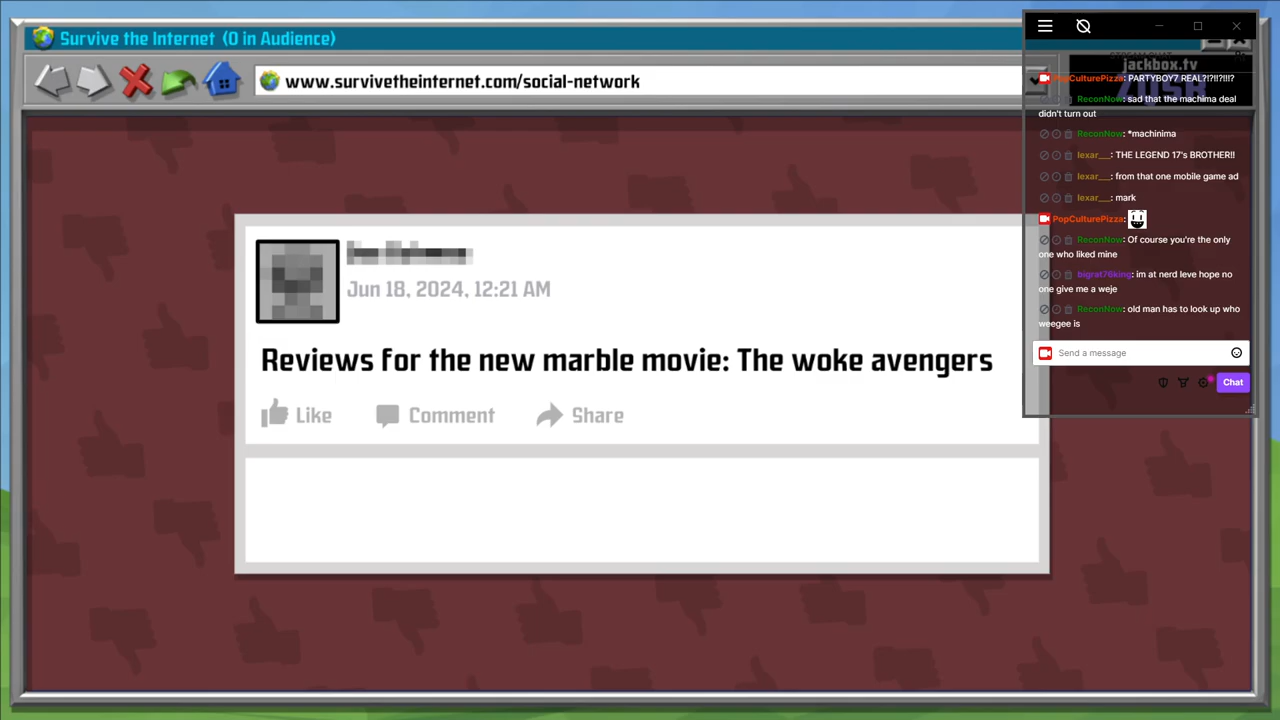 Survive the Internet (0 in Audience)
www.survivetheinternet.com/social-network
Jun 18, 2024, 12:21 AM
Reviews for the new marble movie: The woke avengers
Like
Comment
Share
STREAM CHAT
jackbox.tv
PopCulturePizza: PARTYBOY7 REAL?!?!!?!!!?
ReconNow: sad that the machima deal
didn't turn out
ReconNow: *machinima
lexar___: THE LEGEND 17's BROTHER!!
lexar___: from that one mobile game ad
lexar___: mark
PopCulturePizza:
ReconNow: Of course you're the only
one who liked mine
bigrat76king: im at nerd leve hope no
one give me a weje
ReconNow: old man has to look up who
weegee is
Send a message
Chat